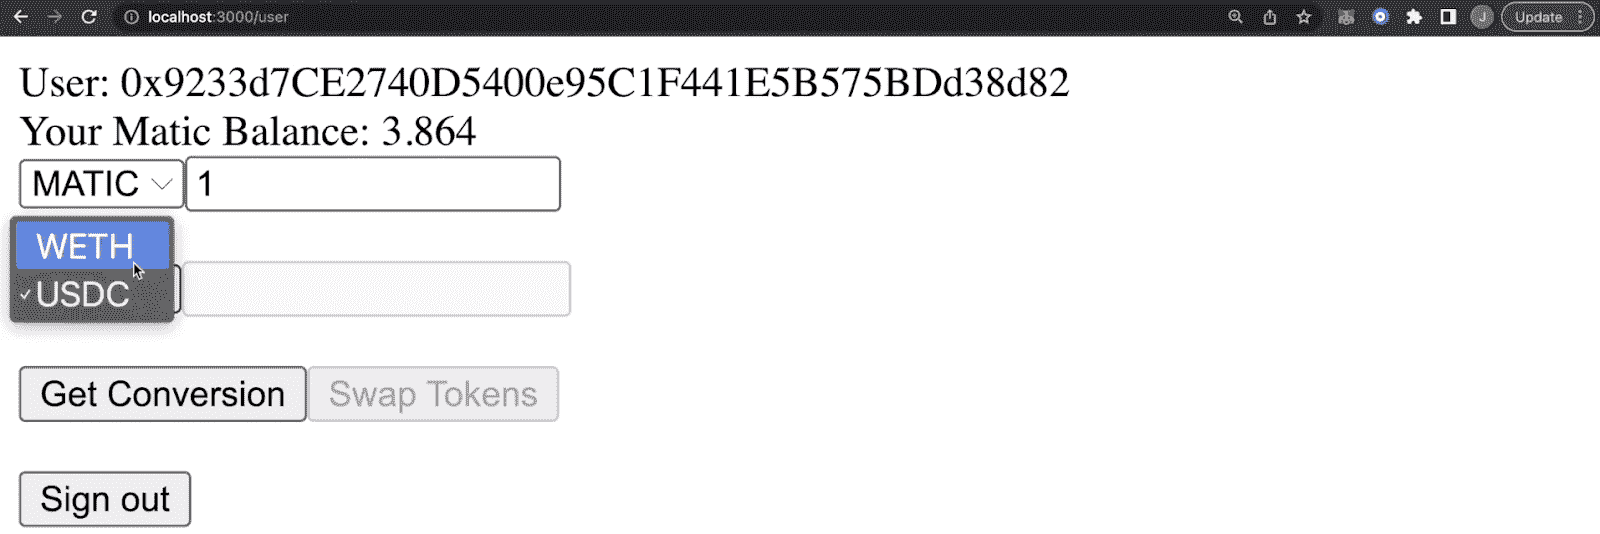 localhost:3000/user
J
Update
User: 0x9233d7CE2740D5400e95C1F441E5B575BDd38d82
Your Matic Balance: 3.864
MATIC 1
WETH
USDC
Get Conversion Swap Tokens
Sign out